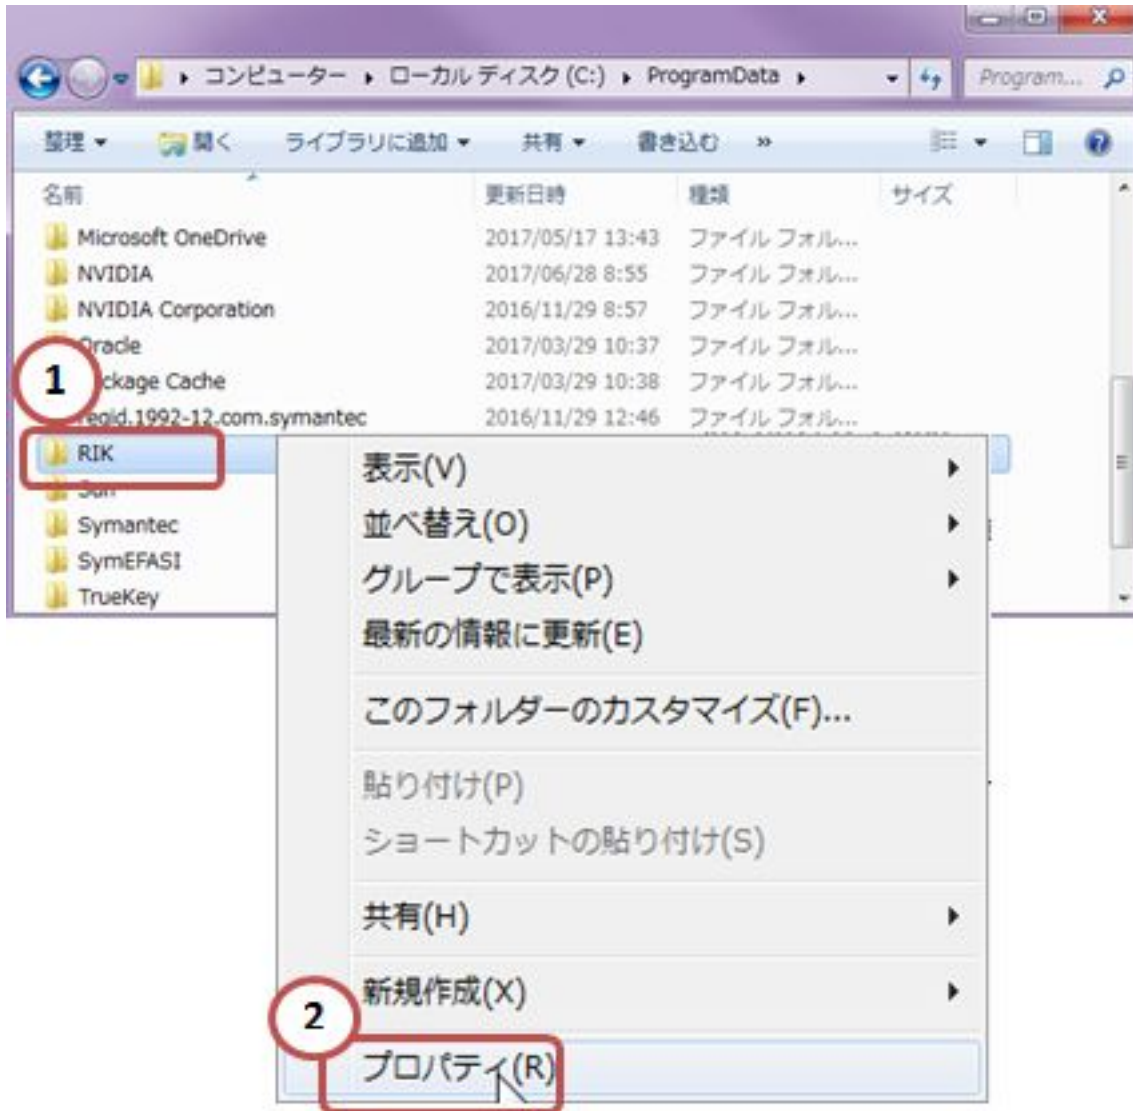 コンピューター ▸ ローカル ディスク (C:) ▸ ProgramData ▸ Program...
整理 開く ライブラリに追加 共有 書き込む »
名前 更新日時 種類 サイズ
Microsoft OneDrive 2017/05/17 13:43 ファイル フォル...
NVIDIA 2017/06/28 8:55 ファイル フォル...
NVIDIA Corporation 2016/11/29 8:57 ファイル フォル...
Oracle 2017/03/29 10:37 ファイル フォル...
1
ckage Cache 2017/03/29 10:38 ファイル フォル...
regid.1992-12.com.symantec 2016/11/29 12:46 ファイル フォル...
RIK
Symantec
SymEFASI
TrueKey
表示(V)
並べ替え(O)
グループで表示(P)
最新の情報に更新(E)
このフォルダーのカスタマイズ(F)...
貼り付け(P)
ショートカットの貼り付け(S)
共有(H)
新規作成(X)
2
プロパティ(R)